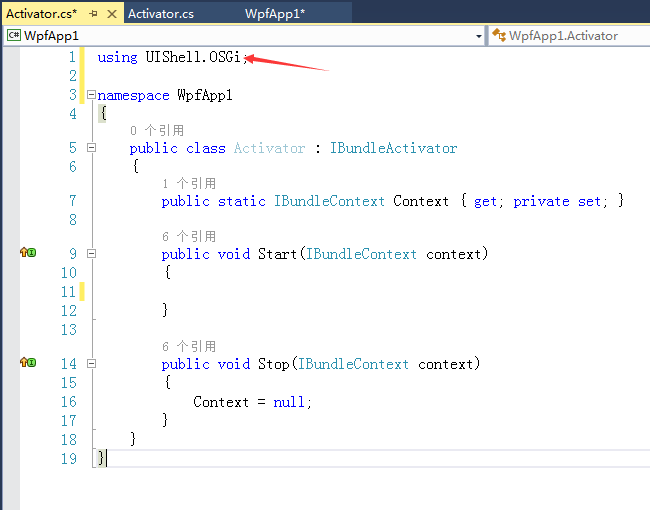 Activator.cs* Activator.cs WpfApp1*
C# WpfApp1 WpfApp1.Activator
1 using UIShell.OSGi;
2
3 namespace WpfApp1
4 {
0 个引用
5 public class Activator : IBundleActivator
6 {
1 个引用
7 public static IBundleContext Context { get; private set; }
8
6 个引用
9 public void Start(IBundleContext context)
10 {
11
12 }
13
6 个引用
14 public void Stop(IBundleContext context)
15 {
16 Context = null;
17 }
18 }
19 }